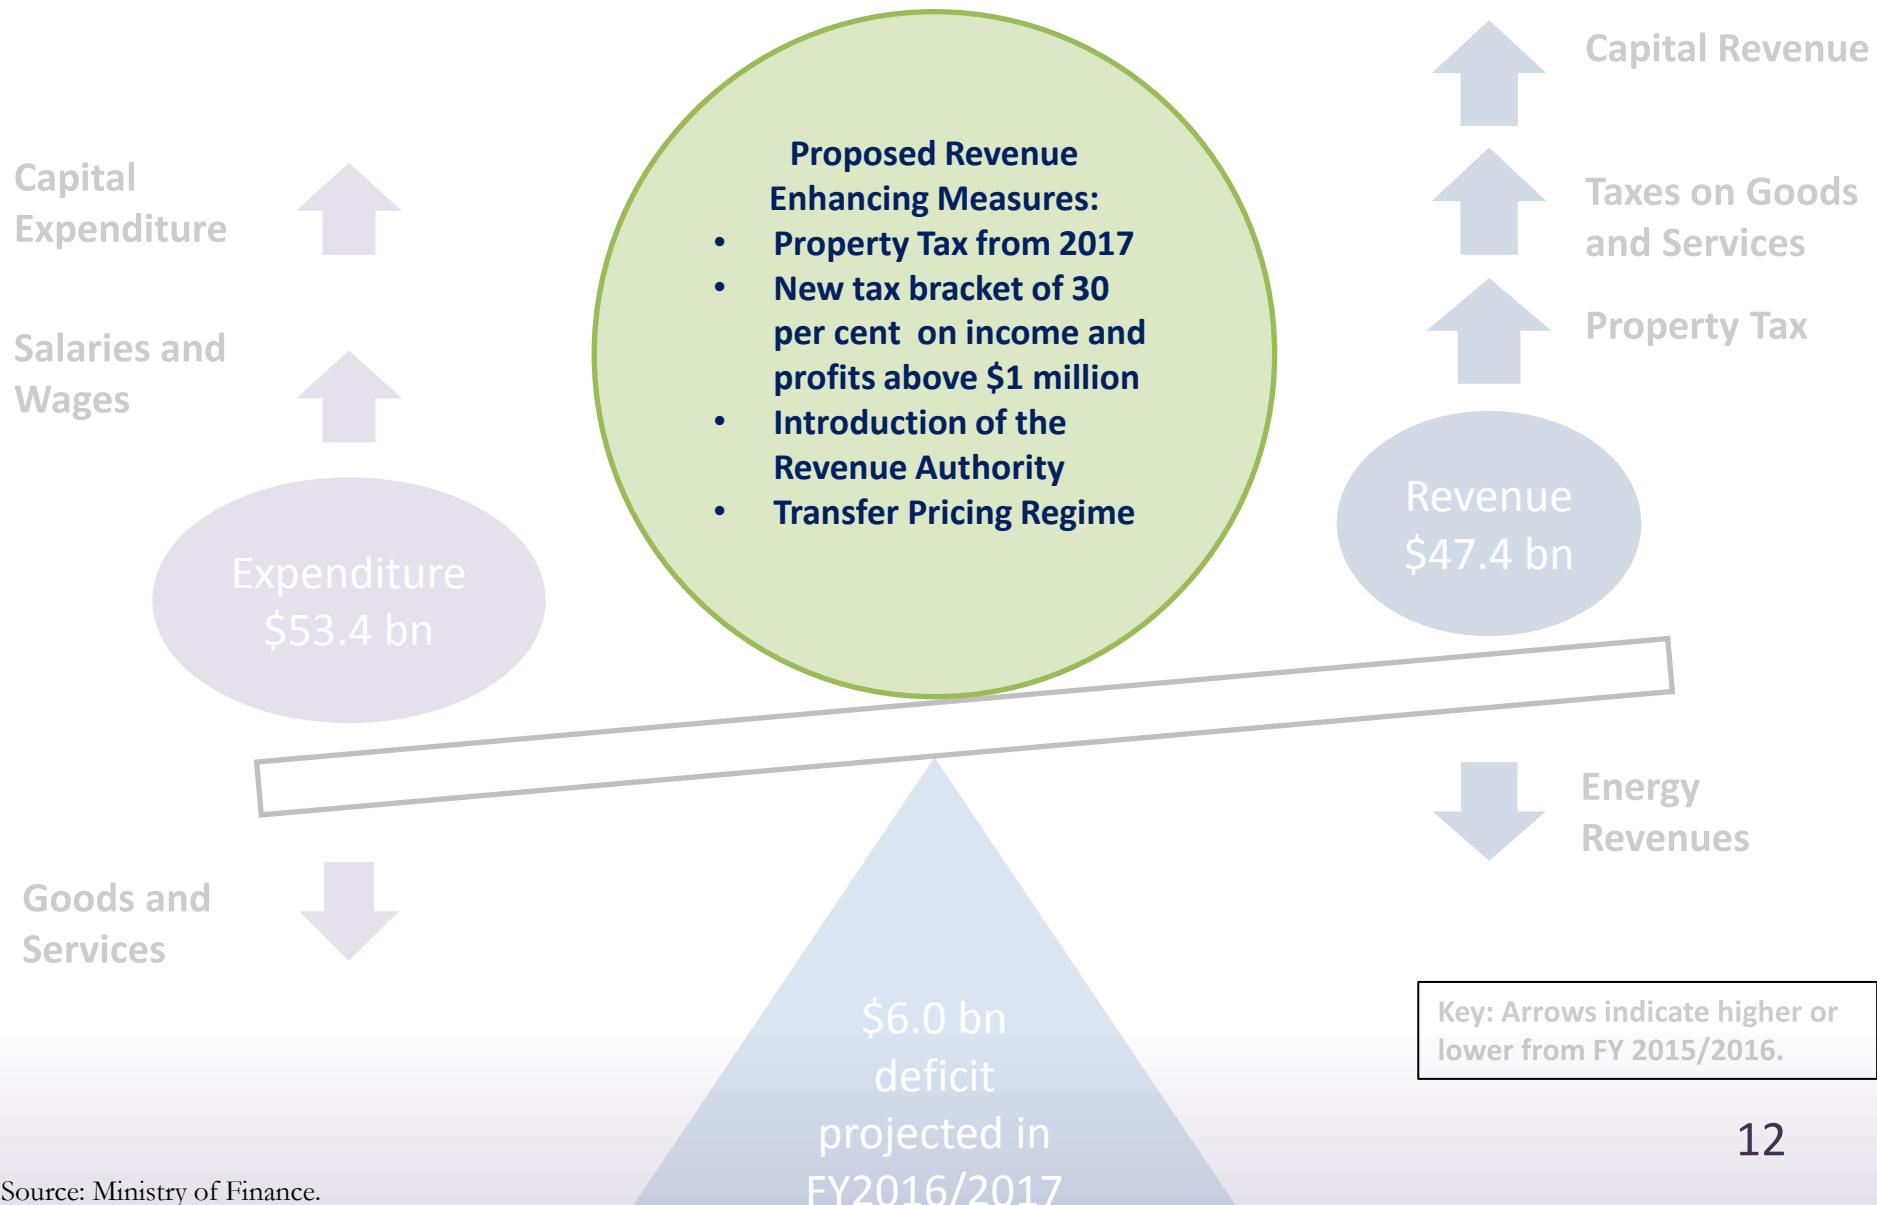 Capital
Expenditure
Salaries and
Wages
Expenditure
$53.4 bn
Goods and
Services
Proposed Revenue
Enhancing Measures:
• Property Tax from 2017
• New tax bracket of 30
per cent on income and
profits above $1 million
• Introduction of the
Revenue Authority
• Transfer Pricing Regime
Capital Revenue
Taxes on Goods
and Services
Property Tax
Revenue
$47.4 bn
Energy
Revenues
$6.0 bn
deficit
projected in
FY2016/2017
Key: Arrows indicate higher or
lower from FY 2015/2016.
12
Source: Ministry of Finance.